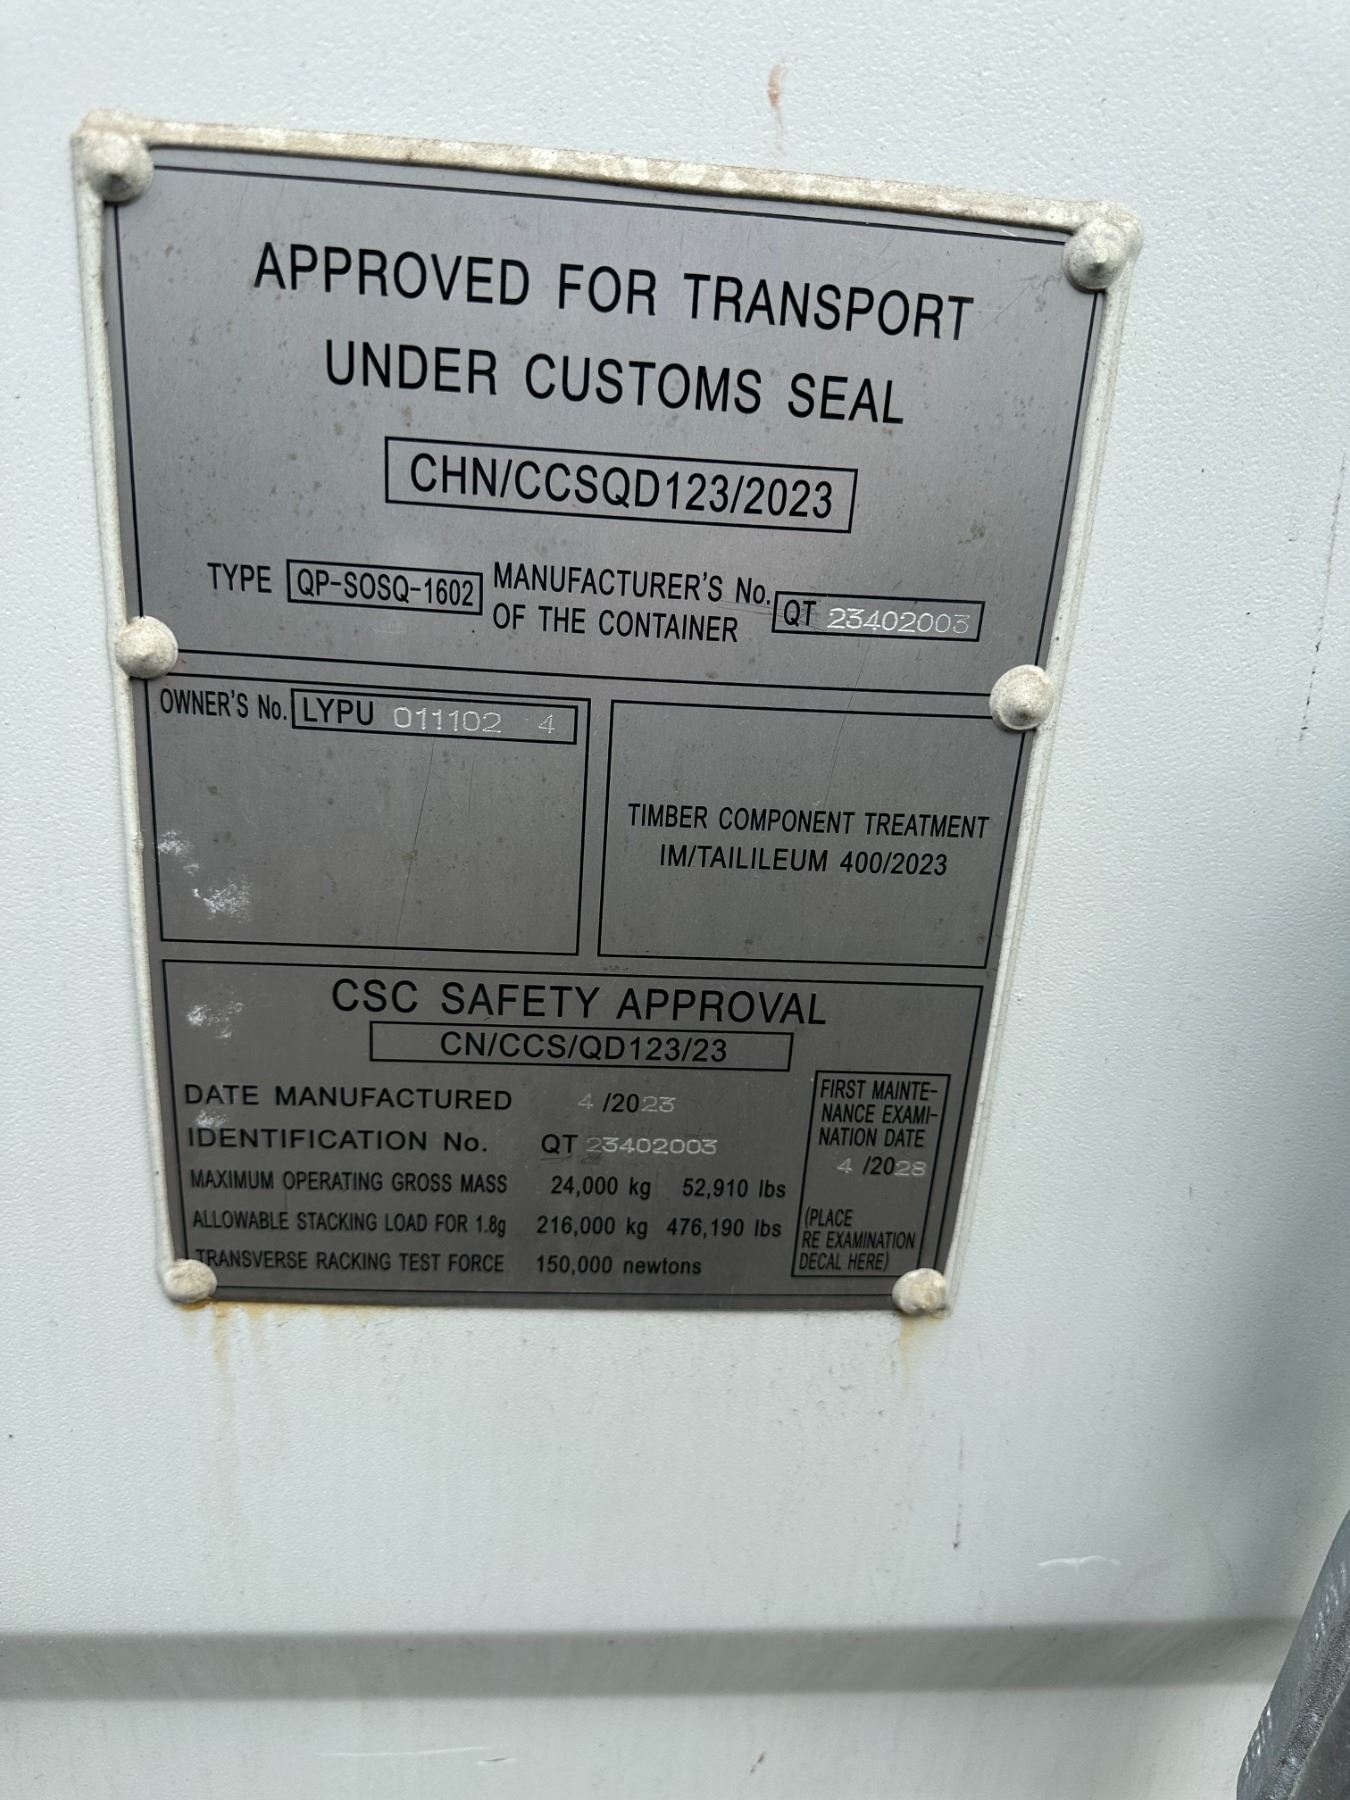 APPROVED FOR TRANSPORT
UNDER CUSTOMS SEAL
CHN/CCSQD123/2023
TYPE QP-SOSQ-1602 MANUFACTURER'S No. OF THE CONTAINER QT 23402003
OWNER'S No. LYPU 011102 4
TIMBER COMPONENT TREATMENT
IM/TAILILEUM 400/2023
CSC SAFETY APPROVAL
CN/CCS/QD123/23
DATE MANUFACTURED 4 /2023
IDENTIFICATION No. QT 23402003
MAXIMUM OPERATING GROSS MASS 24,000 kg 52,910 lbs
ALLOWABLE STACKING LOAD FOR 1.8g 216,000 kg 476,190 lbs
TRANSVERSE RACKING TEST FORCE 150,000 newtons
FIRST MAINTE-
NANCE EXAMI-
NATION DATE
4 /2028
(PLACE
RE EXAMINATION
DECAL HERE)